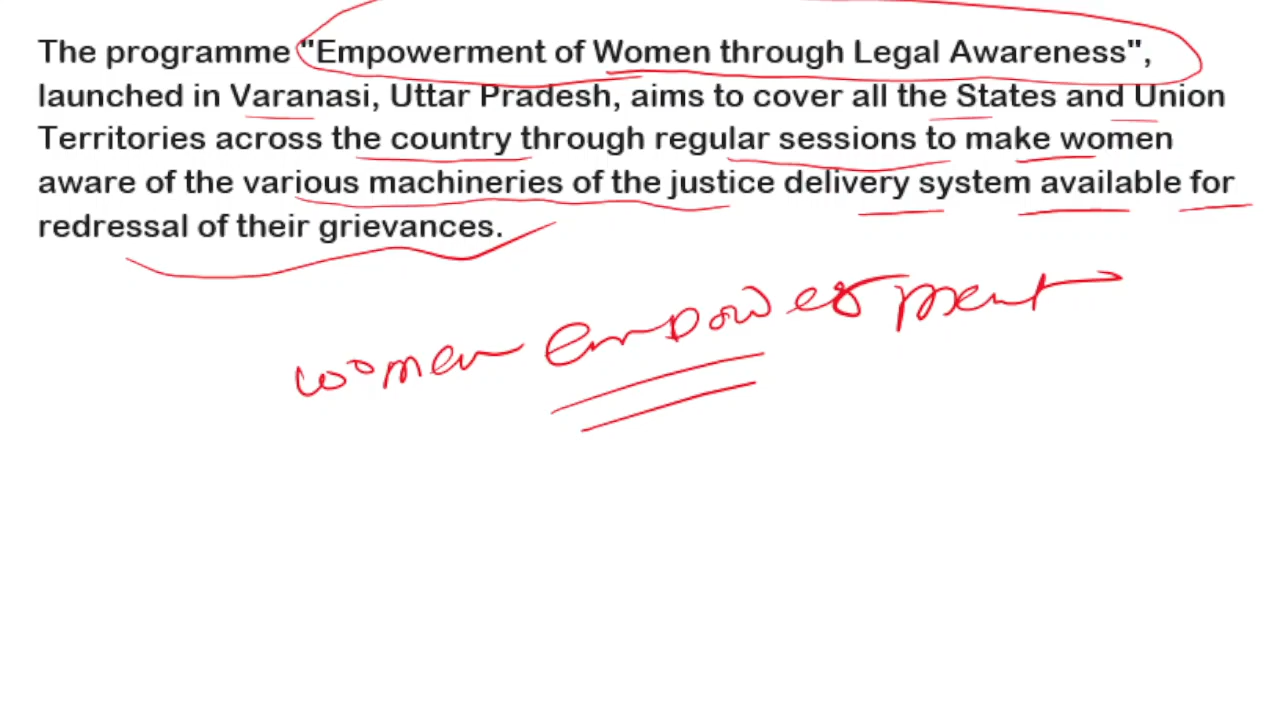 The programme "Empowerment of Women through Legal Awareness",
launched in Varanasi, Uttar Pradesh, aims to cover all the States and Union
Territories across the country through regular sessions to make women
aware of the various machineries of the justice delivery system available for
redressal of their grievances.
women empowerment